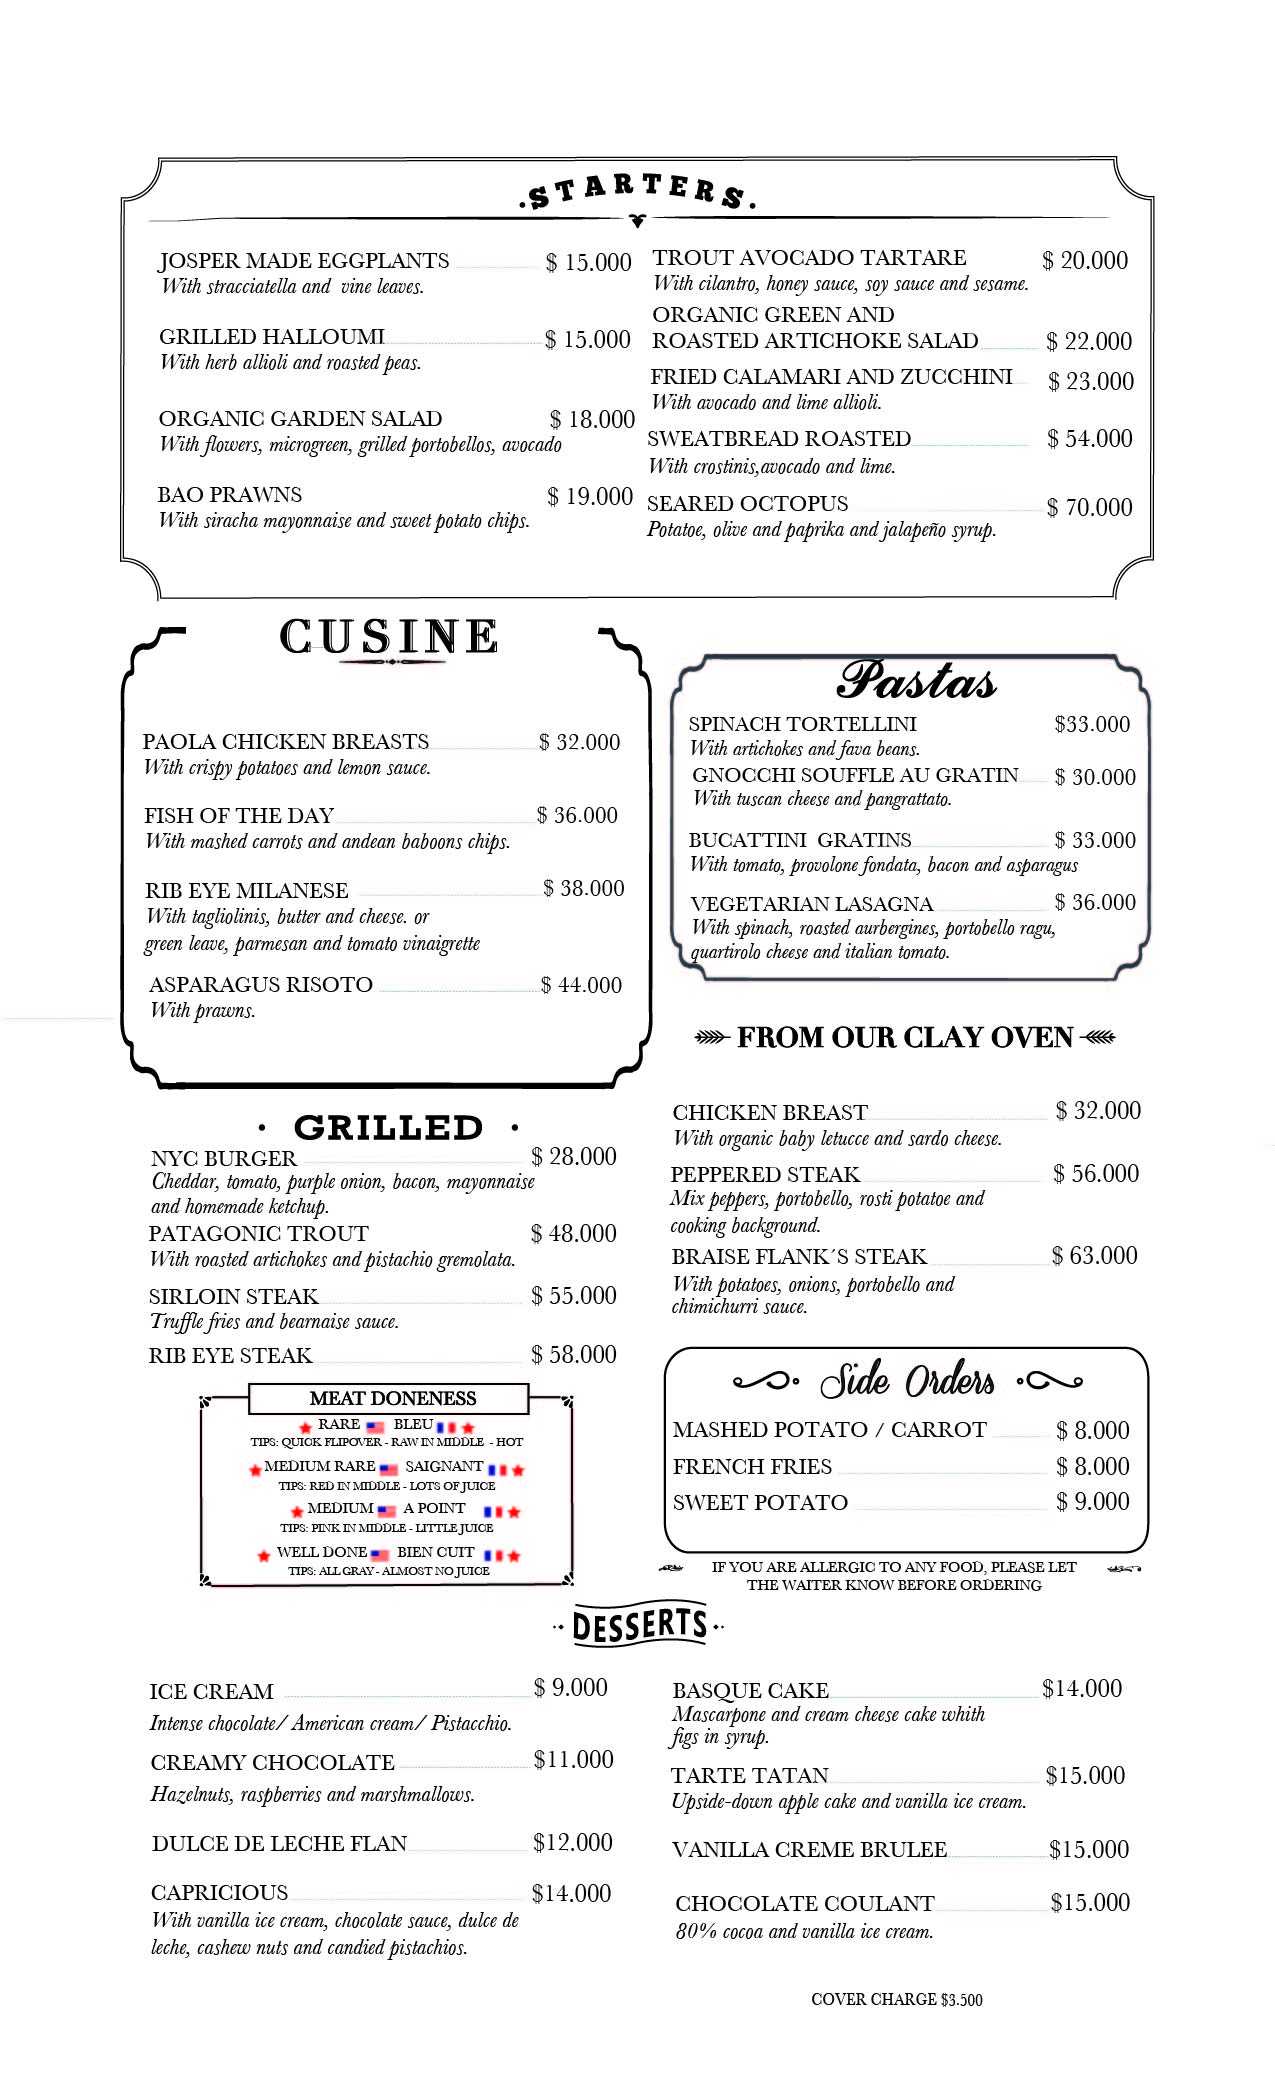 .STARTERS.
JOSPER MADE EGGPLANTS $ 15.000
With stracciatella and vine leaves.
GRILLED HALLOUMI $ 15.000
With herb allioli and roasted peas.
ORGANIC GARDEN SALAD $ 18.000
With flowers, microgreen, grilled portobellos, avocado
BAO PRAWNS $ 19.000
With siracha mayonnaise and sweet potato chips.
TROUT AVOCADO TARTARE $ 20.000
With cilantro, honey sauce, soy sauce and sesame.
ORGANIC GREEN AND
ROASTED ARTICHOKE SALAD $ 22.000
FRIED CALAMARI AND ZUCCHINI $ 23.000
With avocado and lime allioli.
SWEATBREAD ROASTED $ 54.000
With crostinis,avocado and lime.
SEARED OCTOPUS $ 70.000
Potatoe, olive and paprika and jalapeño syrup.
CUSINE
PAOLA CHICKEN BREASTS $ 32.000
With crispy potatoes and lemon sauce.
FISH OF THE DAY $ 36.000
With mashed carrots and andean baboons chips.
RIB EYE MILANESE $ 38.000
With tagliolinis, butter and cheese. or
green leave, parmesan and tomato vinaigrette
ASPARAGUS RISOTO $ 44.000
With prawns.
Pastas
SPINACH TORTELLINI $33.000
With artichokes and fava beans.
GNOCCHI SOUFFLE AU GRATIN $ 30.000
With tuscan cheese and pangrattato.
BUCATTINI GRATINS $ 33.000
With tomato, provolone fondata, bacon and asparagus
VEGETARIAN LASAGNA $ 36.000
With spinach, roasted aurbergines, portobello ragu,
quartirolo cheese and italian tomato.
FROM OUR CLAY OVEN
CHICKEN BREAST $ 32.000
With organic baby letucce and sardo cheese.
PEPPERED STEAK $ 56.000
Mix peppers, portobello, rosti potatoe and
cooking background.
BRAISE FLANK´S STEAK $ 63.000
With potatoes, onions, portobello and
chimichurri sauce.
· GRILLED ·
NYC BURGER $ 28.000
Cheddar, tomato, purple onion, bacon, mayonnaise
and homemade ketchup.
PATAGONIC TROUT $ 48.000
With roasted artichokes and pistachio gremolata.
SIRLOIN STEAK $ 55.000
Truffle fries and bearnaise sauce.
RIB EYE STEAK $ 58.000
MEAT DONENESS
RARE BLEU
TIPS: QUICK FLIPOVER - RAW IN MIDDLE - HOT
MEDIUM RARE SAIGNANT
TIPS: RED IN MIDDLE - LOTS OF JUICE
MEDIUM A POINT
TIPS: PINK IN MIDDLE - LITTLE JUICE
WELL DONE BIEN CUIT
TIPS: ALL GRAY - ALMOST NO JUICE
Side Orders
MASHED POTATO / CARROT $ 8.000
FRENCH FRIES $ 8.000
SWEET POTATO $ 9.000
IF YOU ARE ALLERGIC TO ANY FOOD, PLEASE LET
THE WAITER KNOW BEFORE ORDERING
DESSERTS
ICE CREAM $ 9.000
Intense chocolate/ American cream/ Pistacchio.
CREAMY CHOCOLATE $11.000
Hazelnuts, raspberries and marshmallows.
DULCE DE LECHE FLAN $12.000
CAPRICIOUS $14.000
With vanilla ice cream, chocolate sauce, dulce de
leche, cashew nuts and candied pistachios.
BASQUE CAKE $14.000
Mascarpone and cream cheese cake whith
figs in syrup.
TARTE TATAN $15.000
Upside-down apple cake and vanilla ice cream.
VANILLA CREME BRULEE $15.000
CHOCOLATE COULANT $15.000
80% cocoa and vanilla ice cream.
COVER CHARGE $3.500